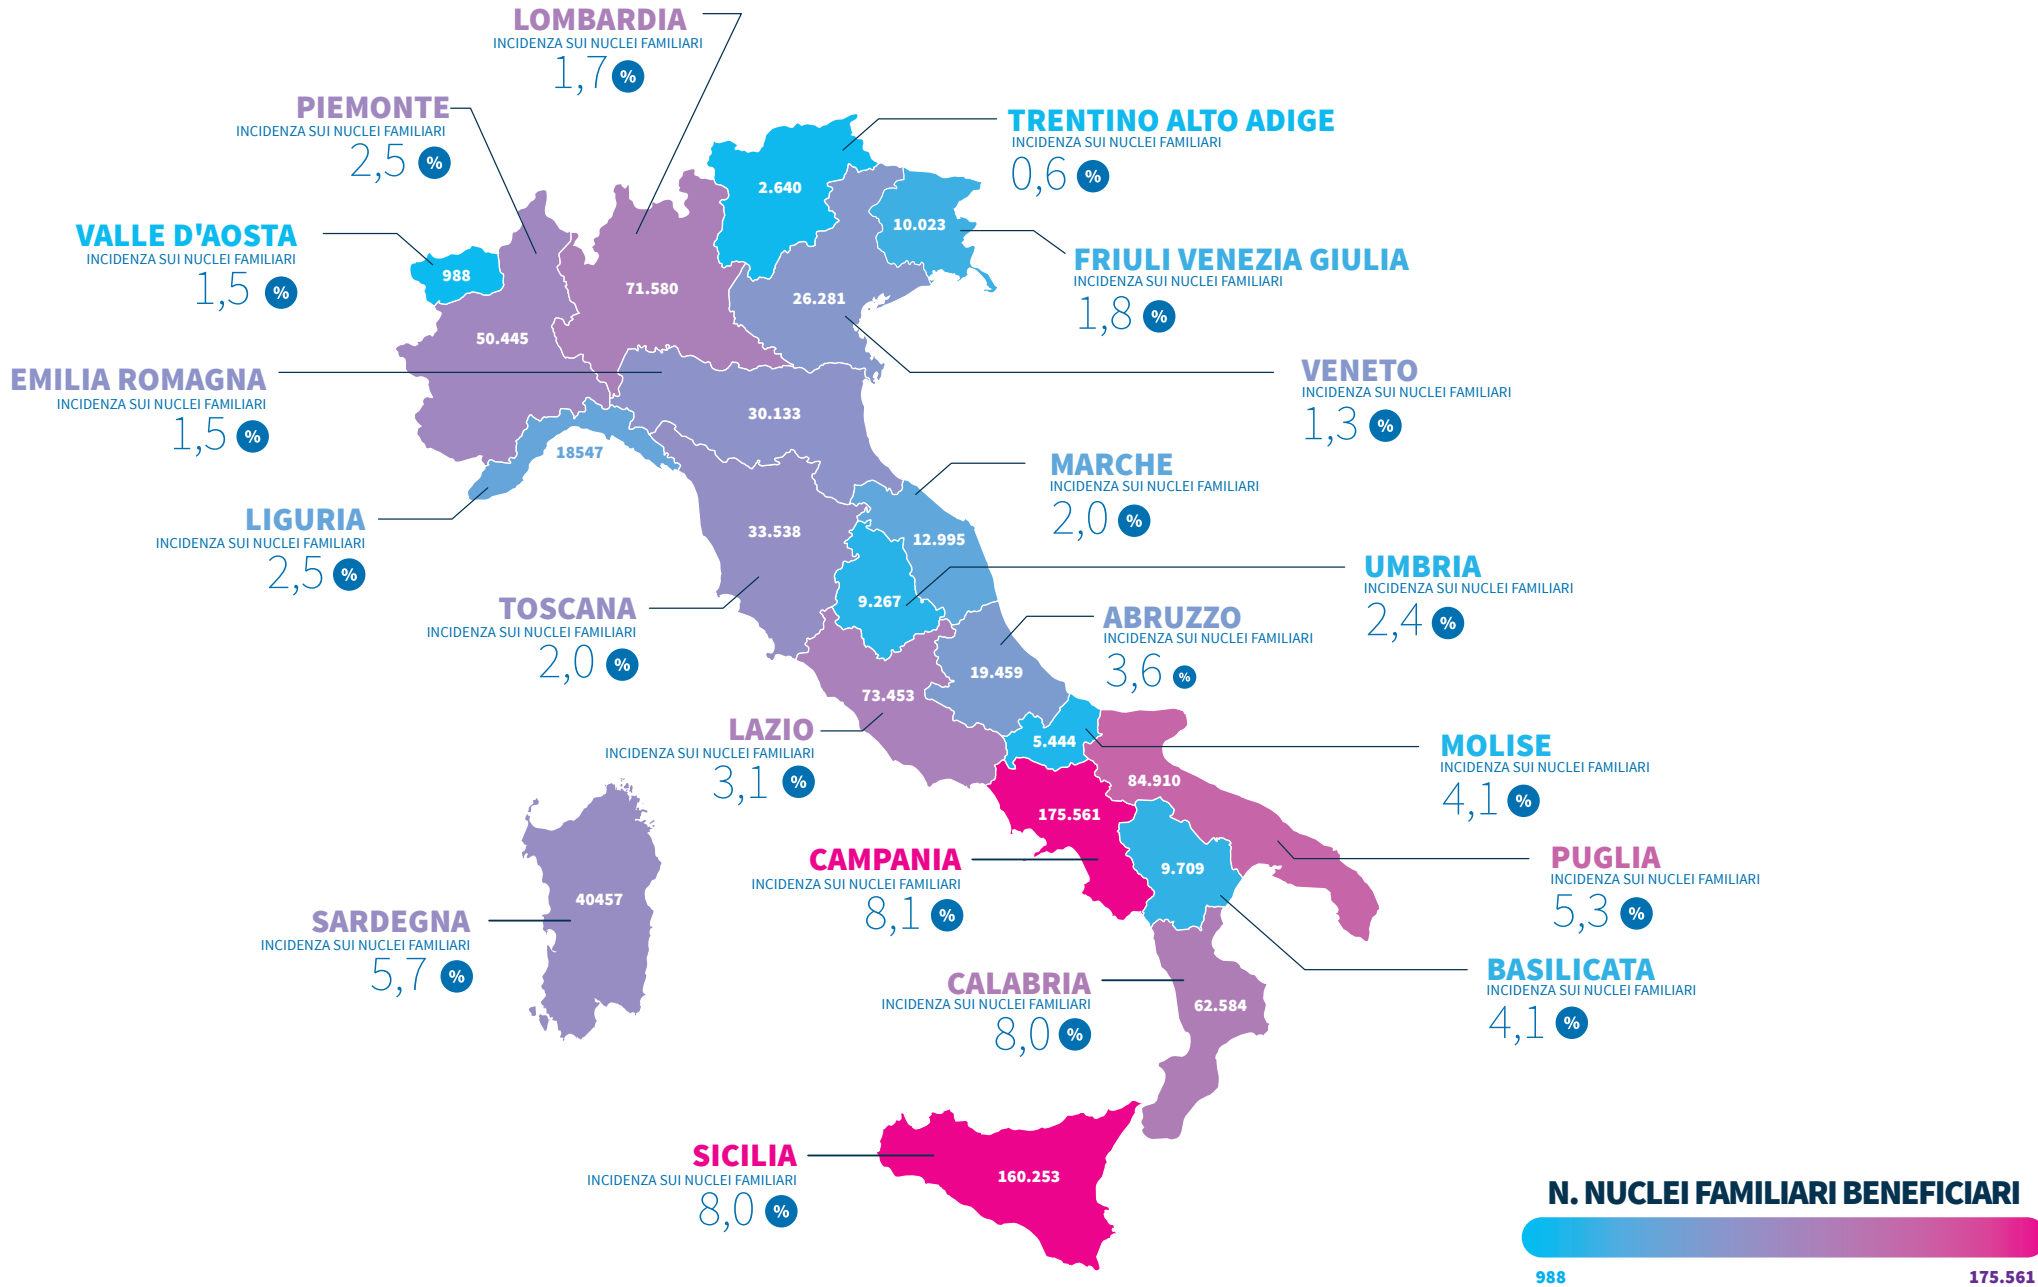 LOMBARDIA
INCIDENZA SUI NUCLEI FAMILIARI
1,7 %
PIEMONTE
INCIDENZA SUI NUCLEI FAMILIARI
2,5 %
TRENTINO ALTO ADIGE
INCIDENZA SUI NUCLEI FAMILIARI
0,6 %
2.640
10.023
VALLE D'AOSTA
INCIDENZA SUI NUCLEI FAMILIARI
1,5 %
988
71.580
26.281
FRIULI VENEZIA GIULIA
INCIDENZA SUI NUCLEI FAMILIARI
1,8 %
50.445
EMILIA ROMAGNA
INCIDENZA SUI NUCLEI FAMILIARI
1,5 %
30.133
VENETO
INCIDENZA SUI NUCLEI FAMILIARI
1,3 %
18547
MARCHE
INCIDENZA SUI NUCLEI FAMILIARI
2,0 %
LIGURIA
INCIDENZA SUI NUCLEI FAMILIARI
2,5 %
33.538
12.995
UMBRIA
INCIDENZA SUI NUCLEI FAMILIARI
2,4 %
9.267
TOSCANA
INCIDENZA SUI NUCLEI FAMILIARI
2,0 %
ABRUZZO
INCIDENZA SUI NUCLEI FAMILIARI
3,6 %
19.459
73.453
LAZIO
INCIDENZA SUI NUCLEI FAMILIARI
3,1 %
5.444
MOLISE
INCIDENZA SUI NUCLEI FAMILIARI
4,1 %
84.910
175.561
CAMPANIA
INCIDENZA SUI NUCLEI FAMILIARI
8,1 %
9.709
PUGLIA
INCIDENZA SUI NUCLEI FAMILIARI
5,3 %
40457
SARDEGNA
INCIDENZA SUI NUCLEI FAMILIARI
5,7 %
CALABRIA
INCIDENZA SUI NUCLEI FAMILIARI
8,0 %
62.584
BASILICATA
INCIDENZA SUI NUCLEI FAMILIARI
4,1 %
SICILIA
INCIDENZA SUI NUCLEI FAMILIARI
8,0 %
160.253
N. NUCLEI FAMILIARI BENEFICIARI
988
175.561